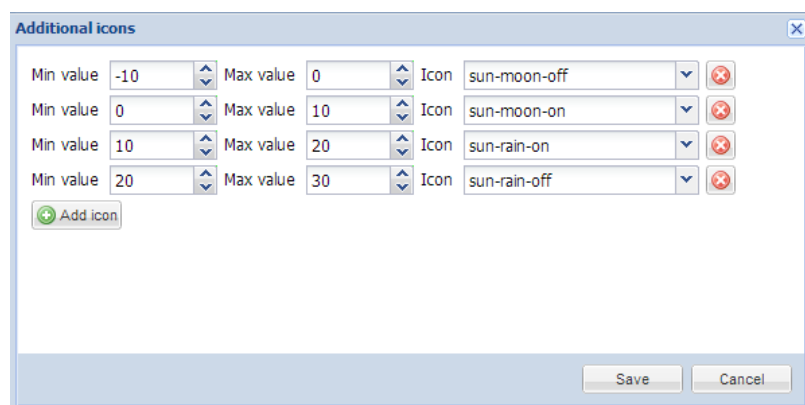 Additional icons
Min value -10 Max value 0 Icon sun-moon-off
Min value 0 Max value 10 Icon sun-moon-on
Min value 10 Max value 20 Icon sun-rain-on
Min value 20 Max value 30 Icon sun-rain-off
Add icon
Save Cancel